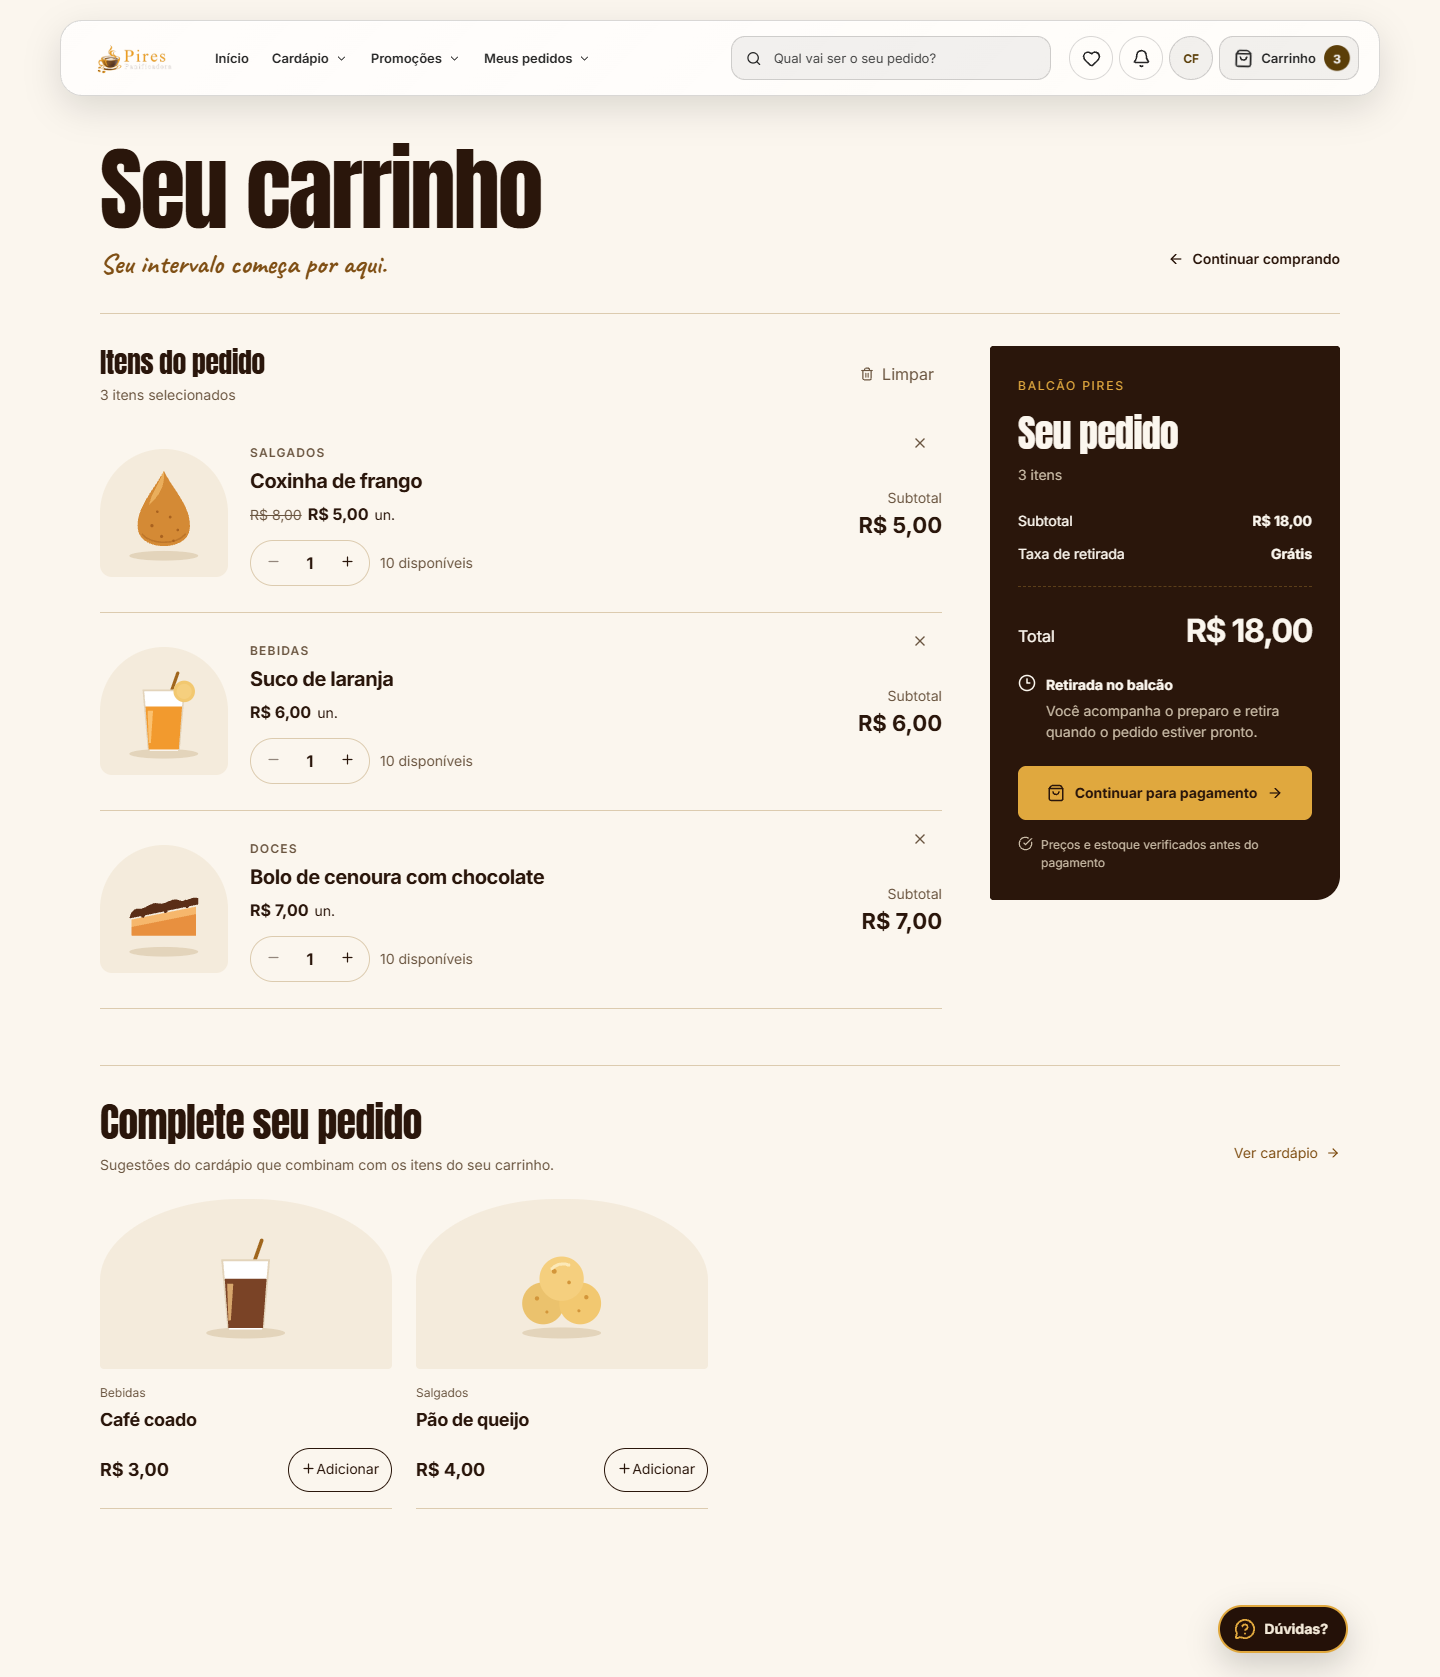 Pires
Início
Cardápio
Promoções
Meus pedidos
Qual vai ser o seu pedido?
CF
Carrinho
3
Seu carrinho
Seu intervalo começa por aqui.
Continuar comprando
Itens do pedido
3 itens selecionados
Limpar
SALGADOS
Coxinha de frango
R$ 8,00 R$ 5,00 un.
1
10 disponíveis
Subtotal
R$ 5,00
BEBIDAS
Suco de laranja
R$ 6,00 un.
1
10 disponíveis
Subtotal
R$ 6,00
DOCES
Bolo de cenoura com chocolate
R$ 7,00 un.
1
10 disponíveis
Subtotal
R$ 7,00
BALCÃO PIRES
Seu pedido
3 itens
Subtotal R$ 18,00
Taxa de retirada Grátis
Total R$ 18,00
Retirada no balcão
Você acompanha o preparo e retira
quando o pedido estiver pronto.
Continuar para pagamento
Preços e estoque verificados antes do
pagamento
Complete seu pedido
Sugestões do cardápio que combinam com os itens do seu carrinho.
Ver cardápio
Bebidas
Café coado
R$ 3,00
Adicionar
Salgados
Pão de queijo
R$ 4,00
Adicionar
Dúvidas?